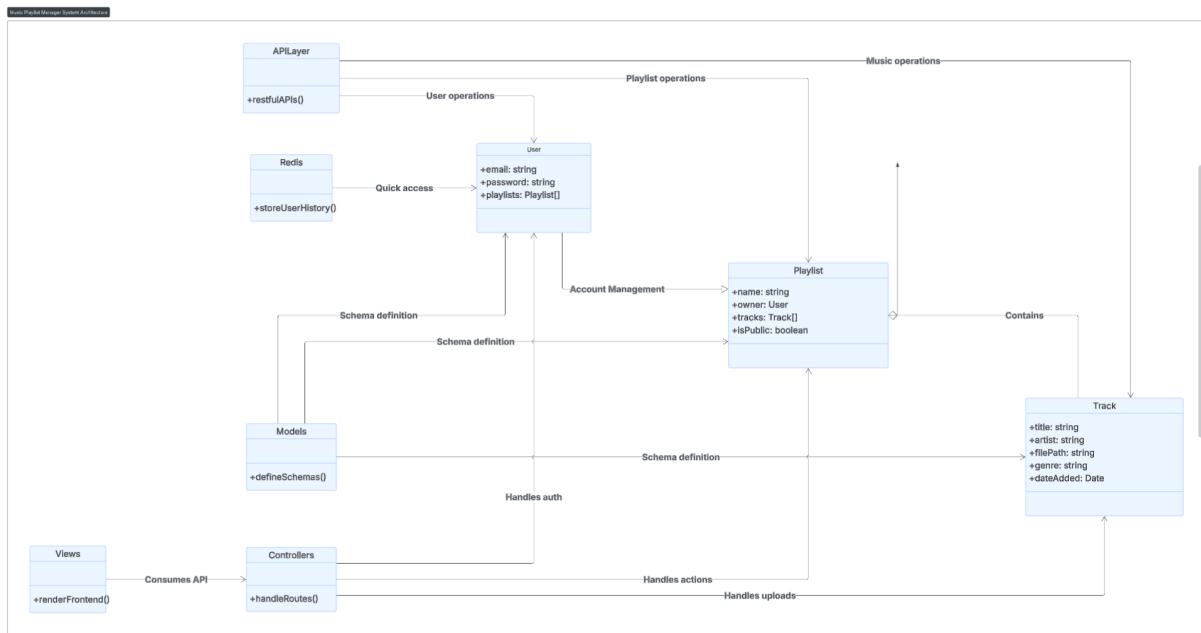 Music Playlist Manager System Architecture
APILayer
+restfulAPIs()
Music operations
Playlist operations
User operations
Redis
+storeUserHistory()
Quick access
User
+email: string
+password: string
+playlists: Playlist[]
Account Management
Playlist
+name: string
+owner: User
+tracks: Track[]
+isPublic: boolean
Contains
Schema definition
Schema definition
Track
+title: string
+artist: string
+filePath: string
+genre: string
+dateAdded: Date
Models
+defineSchemas()
Schema definition
Handles auth
Views
+renderFrontend()
Consumes API
Controllers
+handleRoutes()
Handles actions
Handles uploads